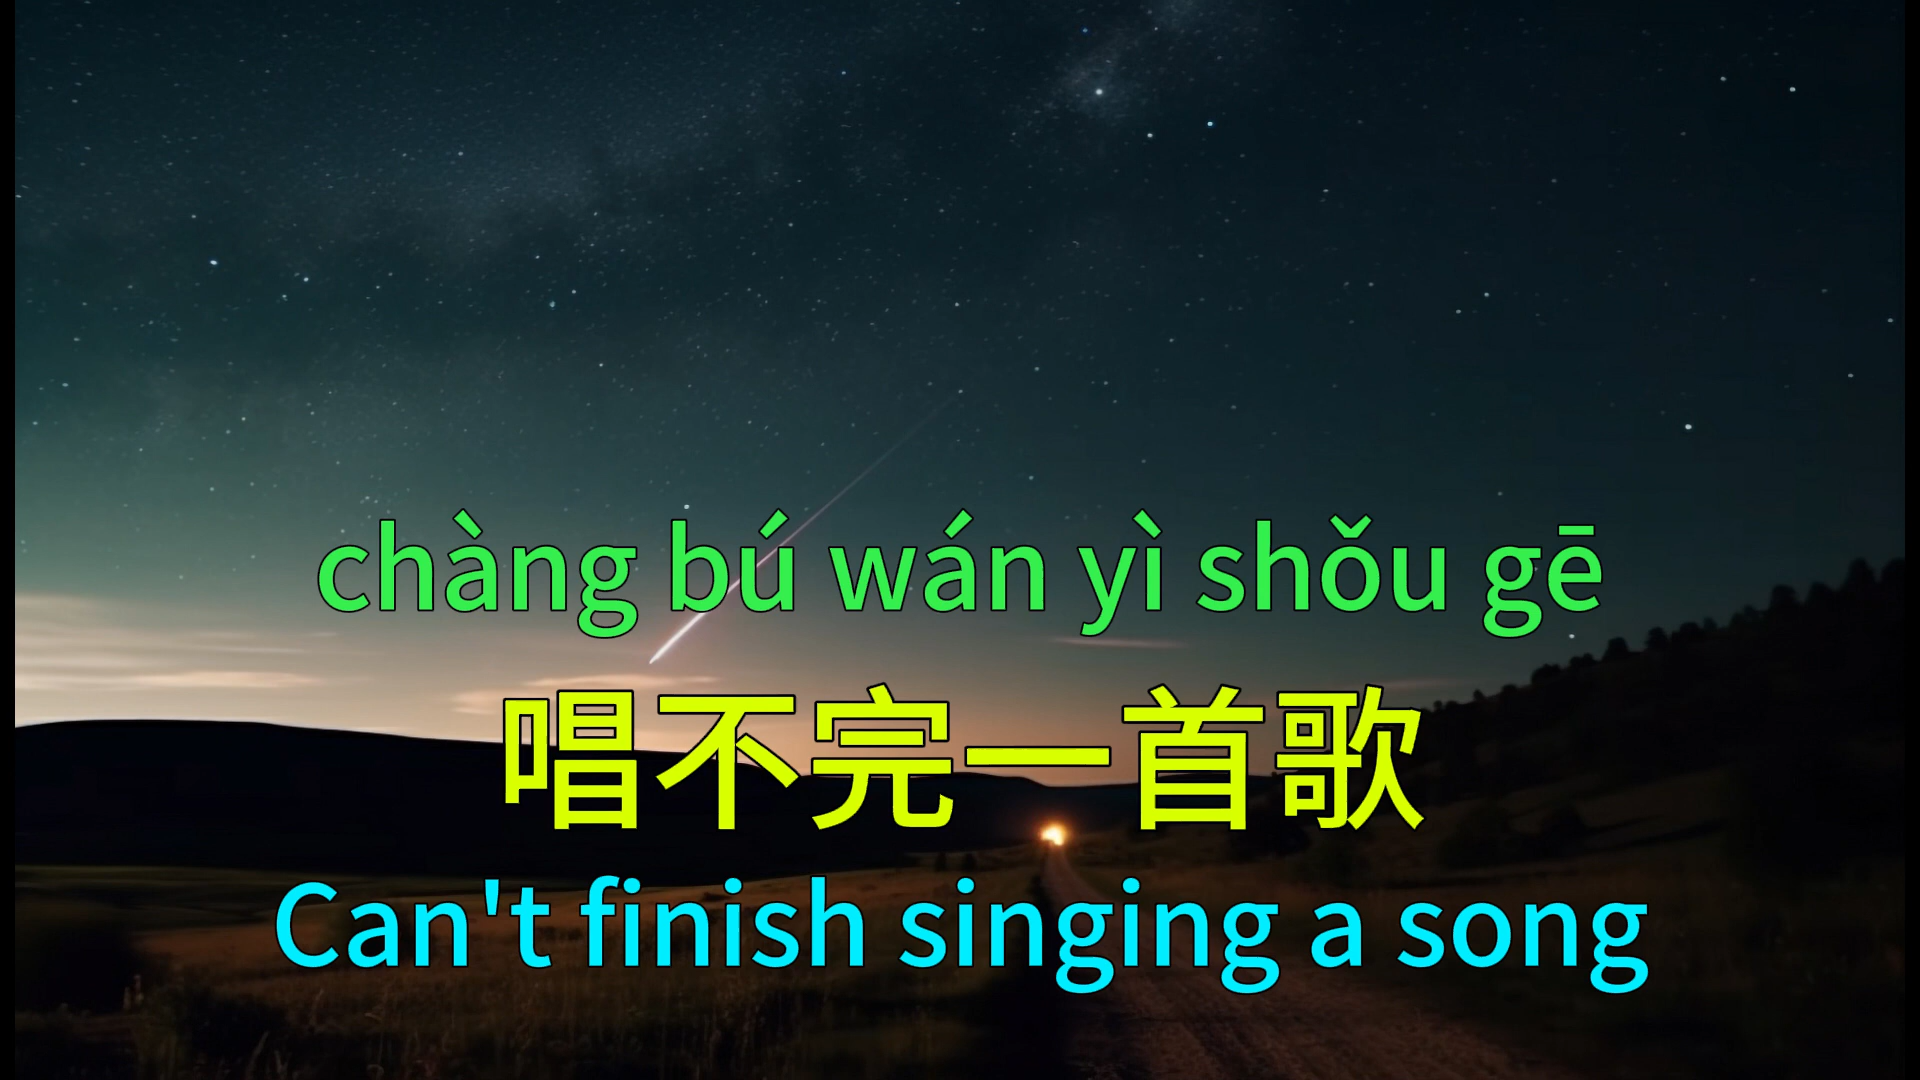 chàng bú wán yì shǒu gē
唱不完一首歌
Can't finish singing a song